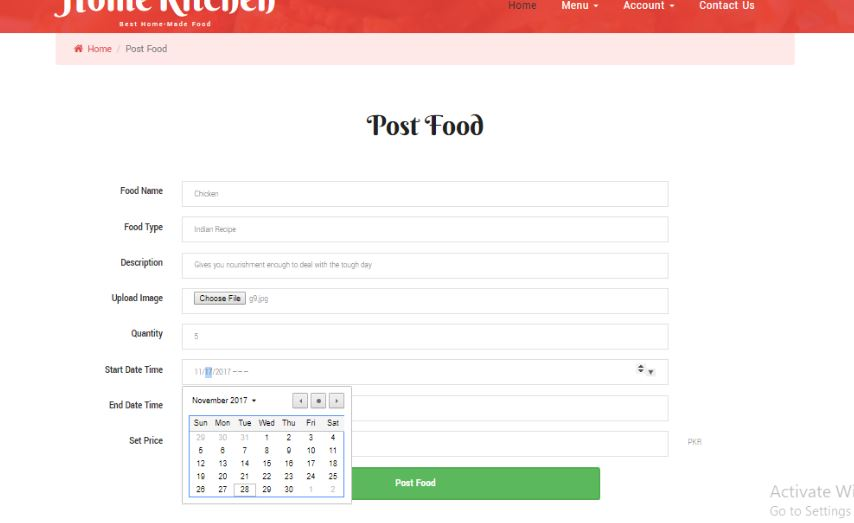 Home Kitchen
Best Home-Made Food
Home Menu Account Contact Us
Home / Post Food
Post Food
Food Name Chicken
Food Type Indian Recipe
Description Gives you nourishment enough to deal with the tough day
Upload Image Choose File g9.jpg
Quantity 5
Start Date Time 11/17/2017 --:-- --
End Date Time
Set Price PKR
November 2017
Sun Mon Tue Wed Thu Fri Sat
29 30 31 1 2 3 4
5 6 7 8 9 10 11
12 13 14 15 16 17 18
19 20 21 22 23 24 25
26 27 28 29 30 1 2
Post Food
Activate Wi
Go to Settings